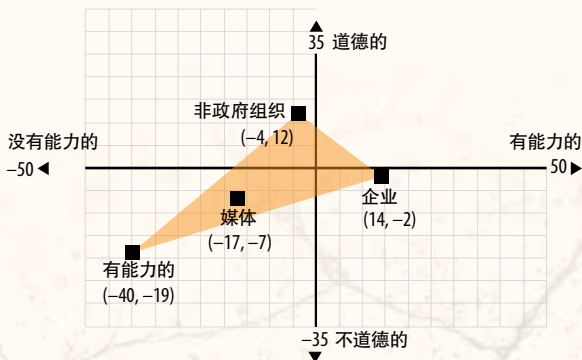 35 道德的
非政府组织
(−4, 12)
没有能力的
−50
有能力的
50
企业
(14, −2)
媒体
(−17, −7)
有能力的
(−40, −19)
−35 不道德的